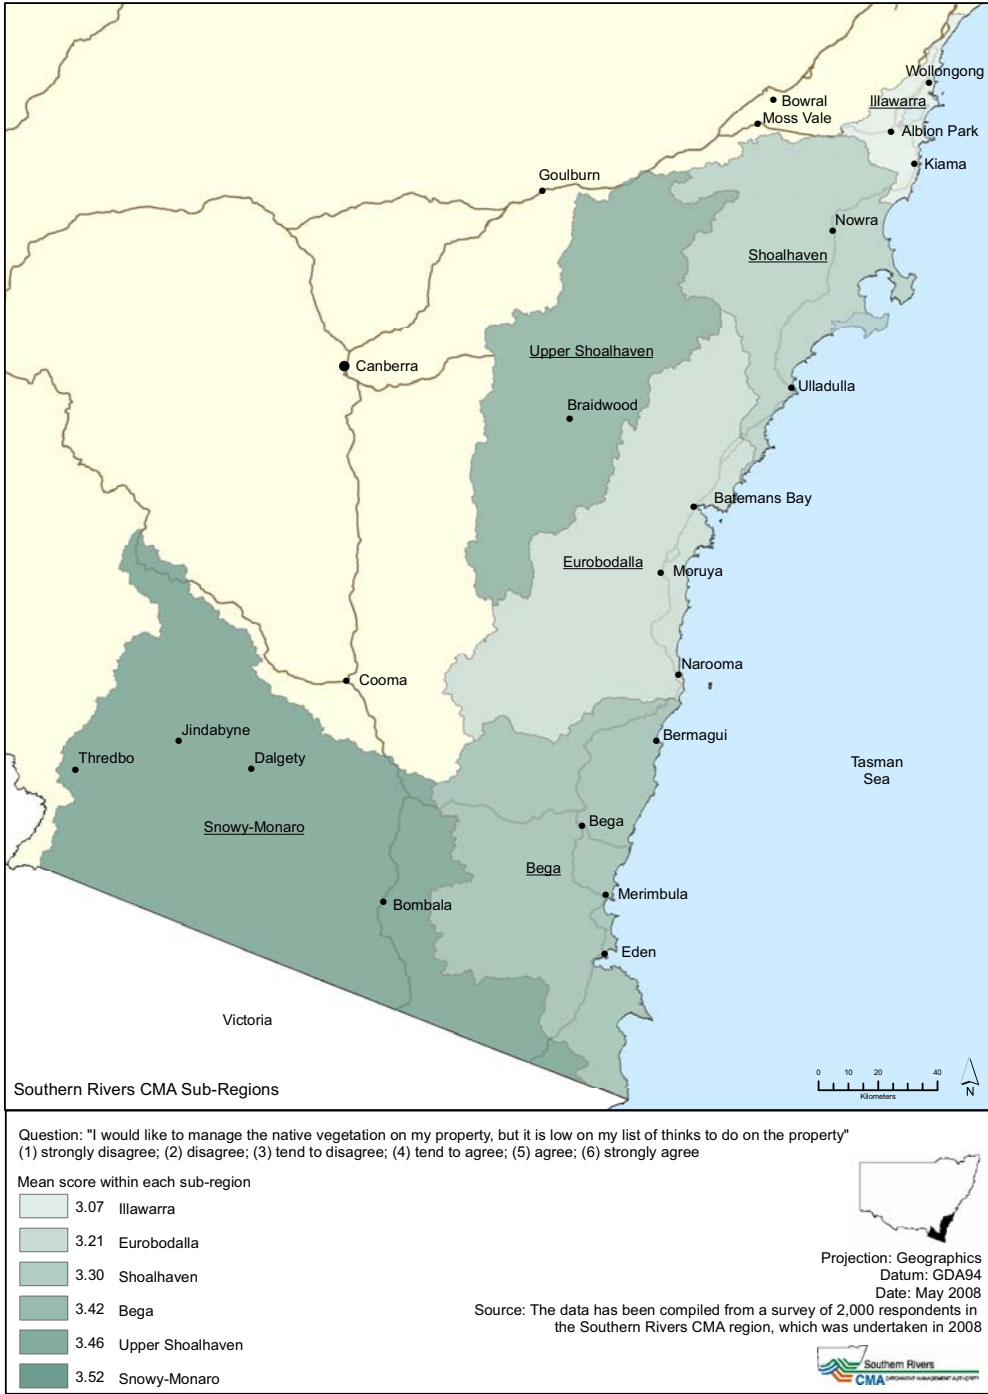 Wollongong
Illawarra
Bowral
Moss Vale
Albion Park
Kiama
Goulburn
Nowra
Shoalhaven
Upper Shoalhaven
Canberra
Ulladulla
Braidwood
Batemans Bay
Eurobodalla
Moruya
Narooma
Cooma
Jindabyne
Bermagui
Thredbo
Dalgety
Tasman
Sea
Snowy-Monaro
Bega
Bega
Merimbula
Bombala
Eden
Victoria
Southern Rivers CMA Sub-Regions
0 10 20 40
Kilometers
N
Question: "I would like to manage the native vegetation on my property, but it is low on my list of thinks to do on the property"
(1) strongly disagree; (2) disagree; (3) tend to disagree; (4) tend to agree; (5) agree; (6) strongly agree
Mean score within each sub-region
3.07 Illawarra
3.21 Eurobodalla
3.30 Shoalhaven
3.42 Bega
3.46 Upper Shoalhaven
3.52 Snowy-Monaro
Projection: Geographics
Datum: GDA94
Date: May 2008
Source: The data has been compiled from a survey of 2,000 respondents in
the Southern Rivers CMA region, which was undertaken in 2008
Southern Rivers
CMA CATCHMENT MANAGEMENT AUTHORITY